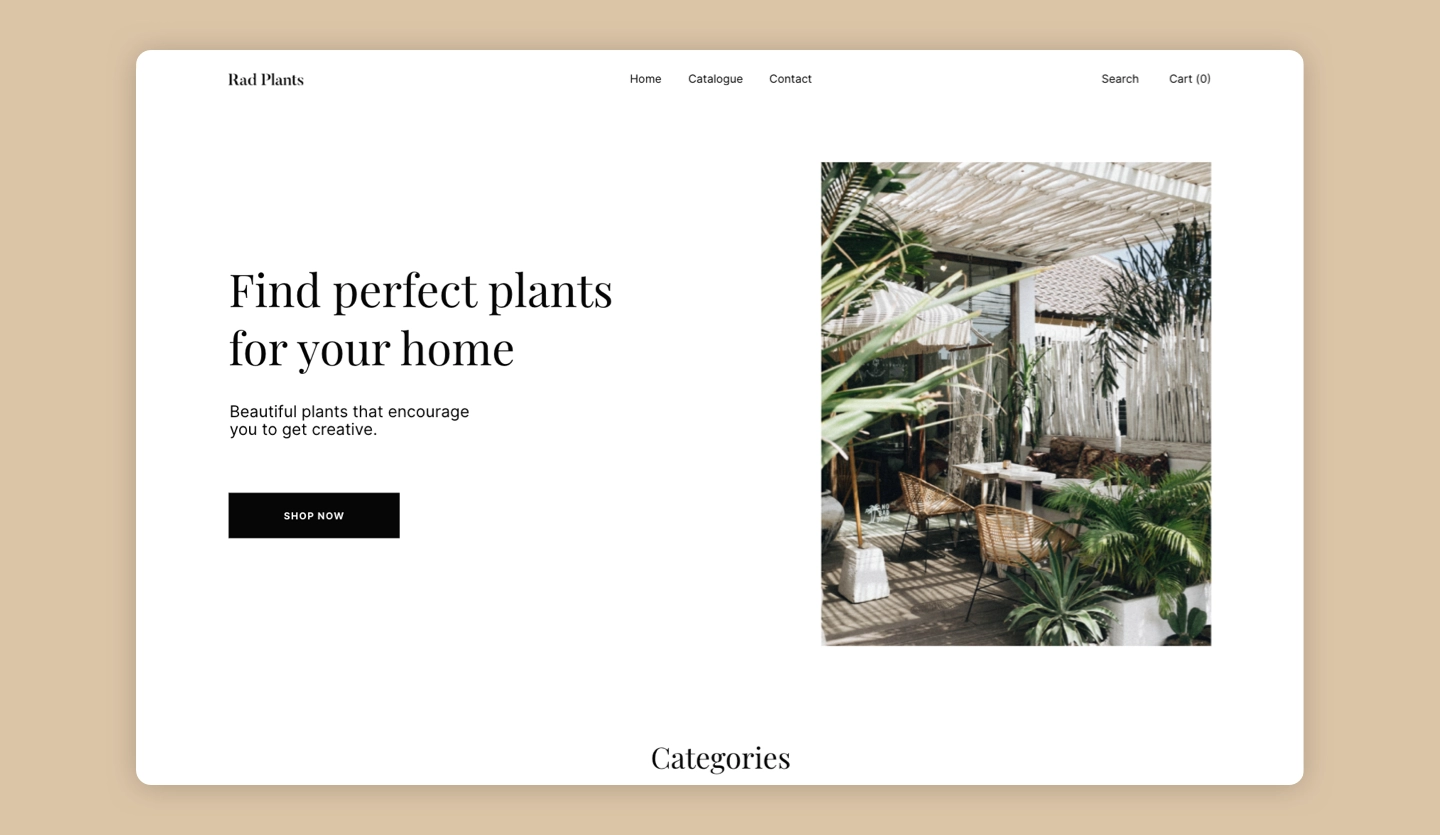 Rad Plants
Home Catalogue Contact
Search Cart (0)
Find perfect plants
for your home
Beautiful plants that encourage
you to get creative.
SHOP NOW
Categories